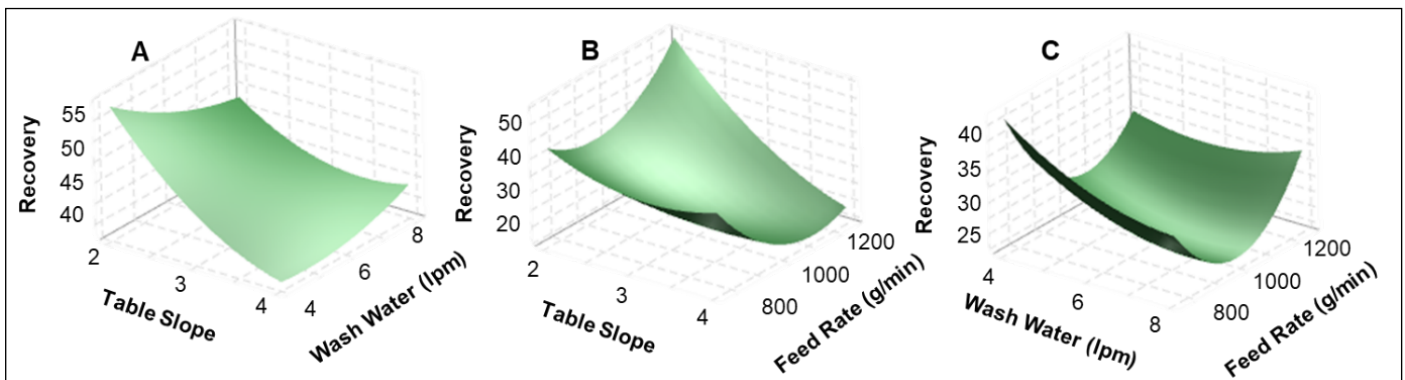 A
Recovery
55
50
45
40
2
3
4
Table Slope
4
6
8
Wash Water (lpm)
B
Recovery
50
40
30
20
2
3
4
Table Slope
800
1000
1200
Feed Rate (g/min)
C
Recovery
40
35
30
25
4
6
8
Wash Water (lpm)
800
1000
1200
Feed Rate (g/min)